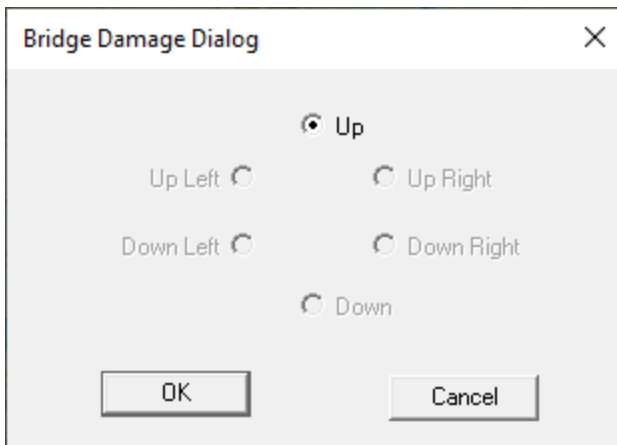 Bridge Damage Dialog
Up
Up Left
Up Right
Down Left
Down Right
Down
OK
Cancel